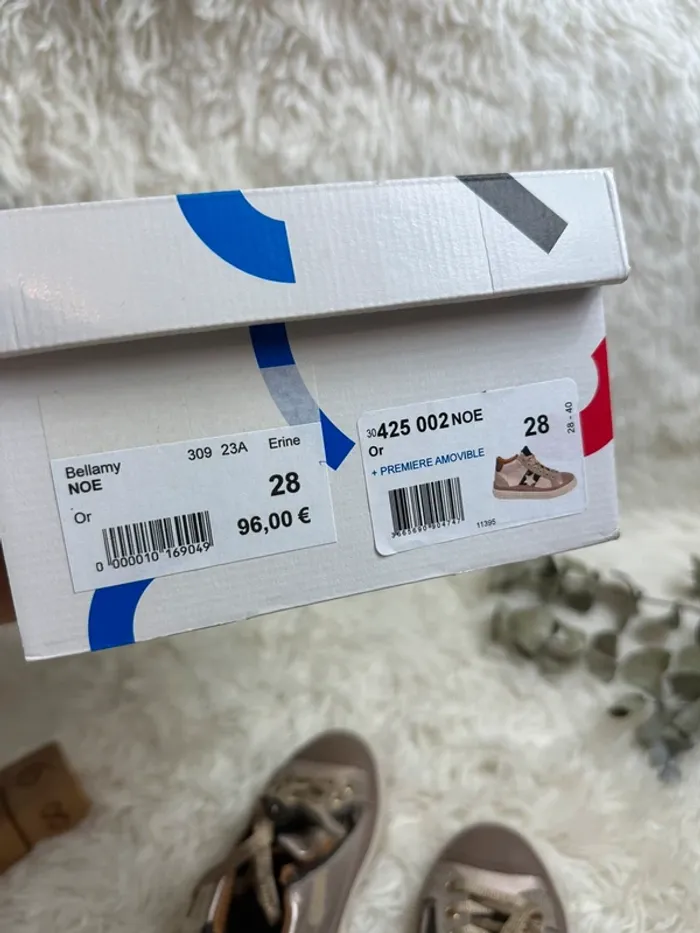 Bellamy 309 23A Erine
NOE
28
Or
96,00 €
0 000010 169049
30425 002 NOE 28
28 - 40
Or
+ PREMIERE AMOVIBLE
11395